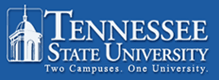 TENNESSEE
STATE UNIVERSITY
Two Campuses. One University.